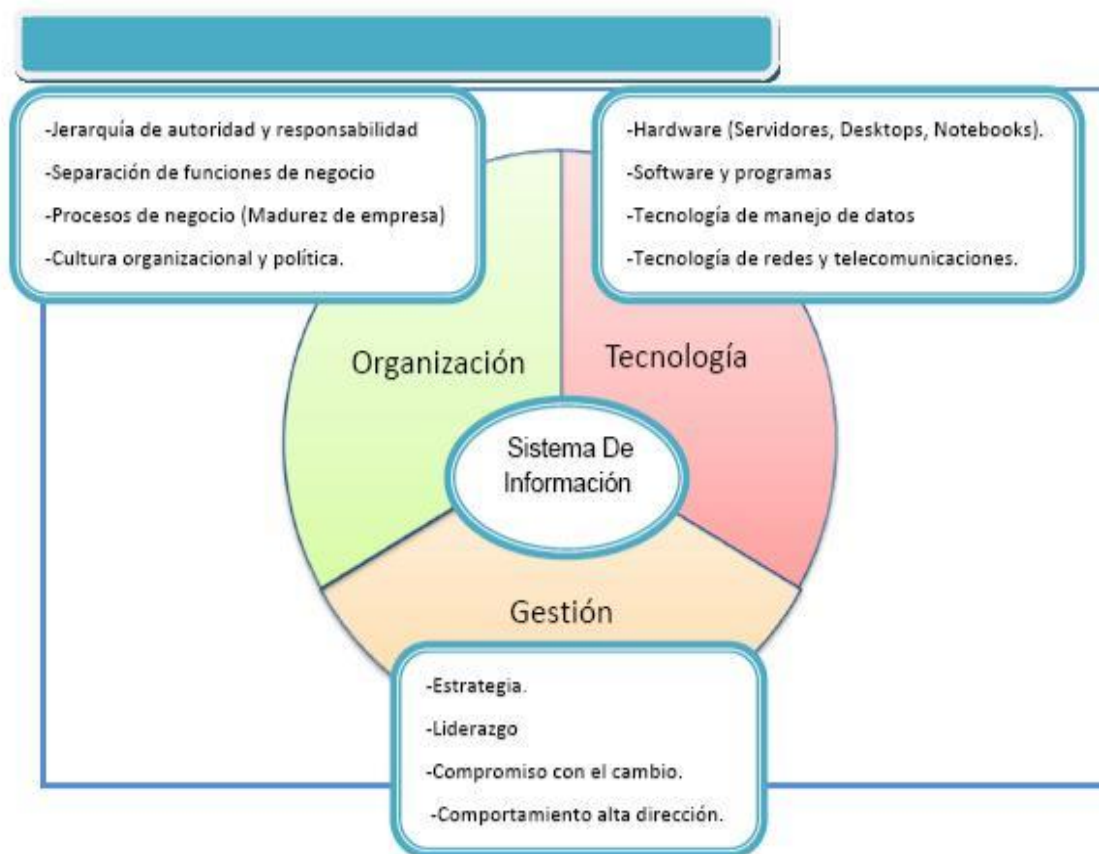 -Jerarquía de autoridad y responsabilidad
-Separación de funciones de negocio
-Procesos de negocio (Madurez de empresa)
-Cultura organizacional y política.
-Hardware (Servidores, Desktops, Notebooks).
-Software y programas
-Tecnología de manejo de datos
-Tecnología de redes y telecomunicaciones.
Organización
Tecnología
Sistema De
Información
Gestión
-Estrategia.
-Liderazgo
-Compromiso con el cambio.
-Comportamiento alta dirección.